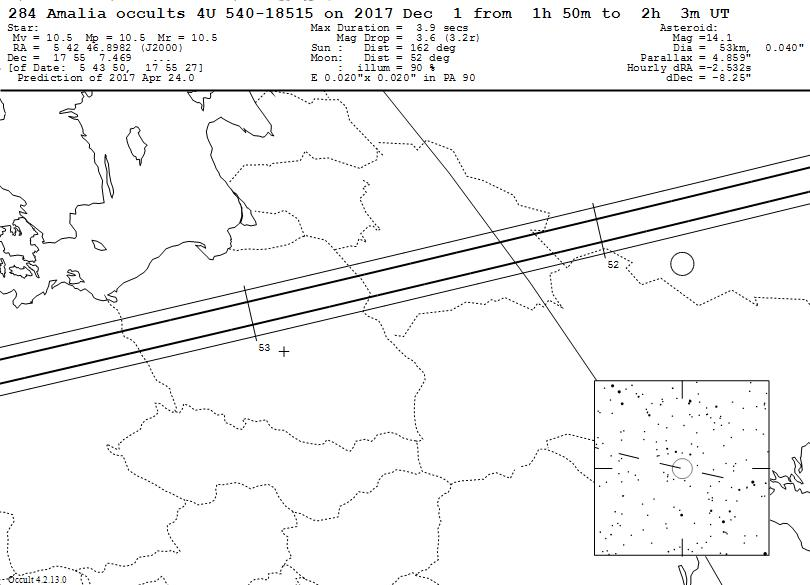 284 Amalia occults 4U 540-18515 on 2017 Dec 1 from 1h 50m to 2h 3m UT
Star: Max Duration = 3.9 secs Asteroid:
Mv = 10.5 Mp = 10.5 Mr = 10.5 Mag Drop = 3.6 (3.2r) Mag =14.1
RA = 5 42 46.8982 (J2000) Sun : Dist = 162 deg Dia = 53km, 0.040"
Dec = 17 55 7.469 ... Moon: Dist = 52 deg Parallax = 4.859"
[of Date: 5 43 50, 17 55 27] : illum = 90 % Hourly dRA =-2.532s
Prediction of 2017 Apr 24.0 E 0.020"x 0.020" in PA 90 dDec = -8.25"
52
53
Occult 4.2.13.0